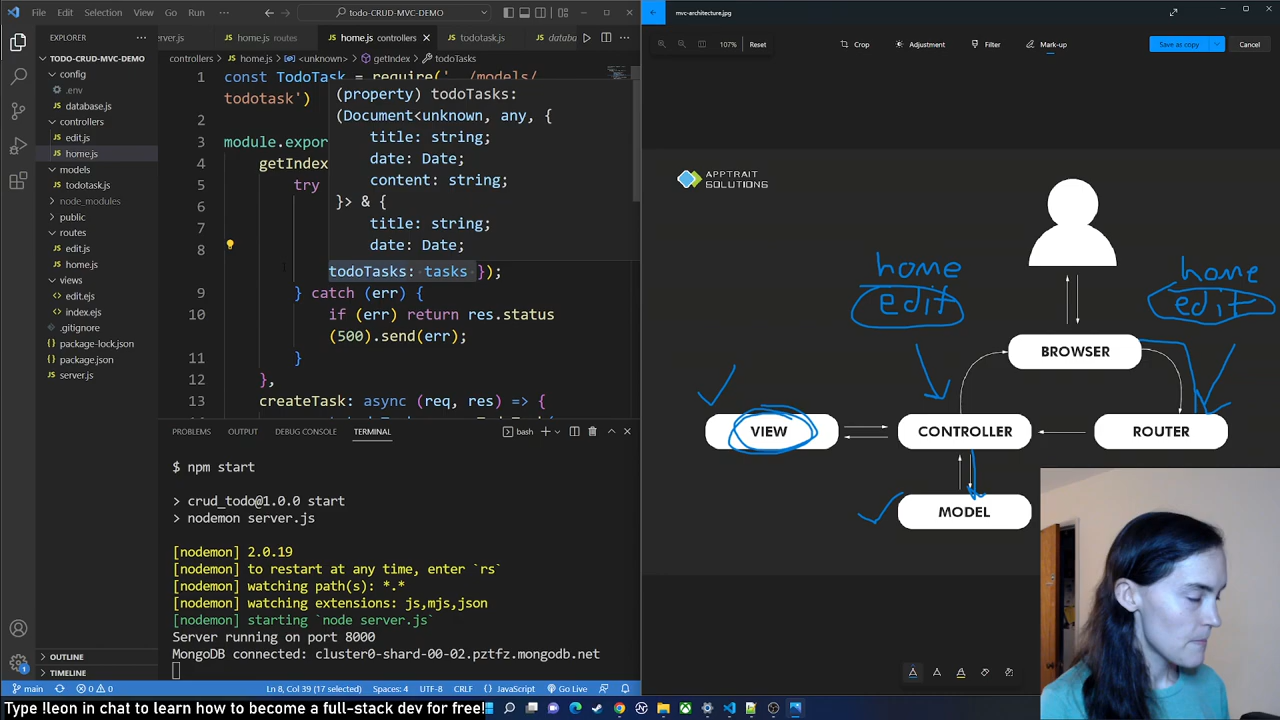 File Edit Selection View Go Run ··· todo-CRUD-MVC-DEMO
EXPLORER ···
TODO-CRUD-MVC-DEMO
config
.env
database.js
controllers
edit.js
home.js
models
todotask.js
node_modules
public
routes
edit.js
home.js
views
edit.ejs
index.ejs
.gitignore
package-lock.json
package.json
server.js
OUTLINE
TIMELINE
erver.js home.js routes home.js controllers todotask.js databa
controllers > home.js > <unknown> > getIndex > todoTasks
1 const TodoTask = require('../models/
todotask')
2
3 module.expor
4 getIndex
5 try
6
7
8
todoTasks: tasks });
9 } catch (err) {
10 if (err) return res.status
(500).send(err);
11 }
12 },
13 createTask: async (req, res) => {
(property) todoTasks:
(Document<unknown, any, {
title: string;
date: Date;
content: string;
}> & {
title: string;
date: Date;
PROBLEMS OUTPUT DEBUG CONSOLE TERMINAL bash
$ npm start
> crud_todo@1.0.0 start
> nodemon server.js
[nodemon] 2.0.19
[nodemon] to restart at any time, enter `rs`
[nodemon] watching path(s): *.*
[nodemon] watching extensions: js,mjs,json
[nodemon] starting `node server.js`
Server running on port 8000
MongoDB connected: cluster0-shard-00-02.pztfz.mongodb.net
main 0 0 Ln 8, Col 39 (17 selected) Spaces: 4 UTF-8 CRLF JavaScript Go Live
Type !leon in chat to learn how to become a full-stack dev for free!
mvc-architecture.jpg
107% Reset Crop Adjustment Filter Mark-up Save as copy Cancel
APPTRAIT
SOLUTIONS
home
edit
home
edit
BROWSER
VIEW
CONTROLLER
ROUTER
MODEL